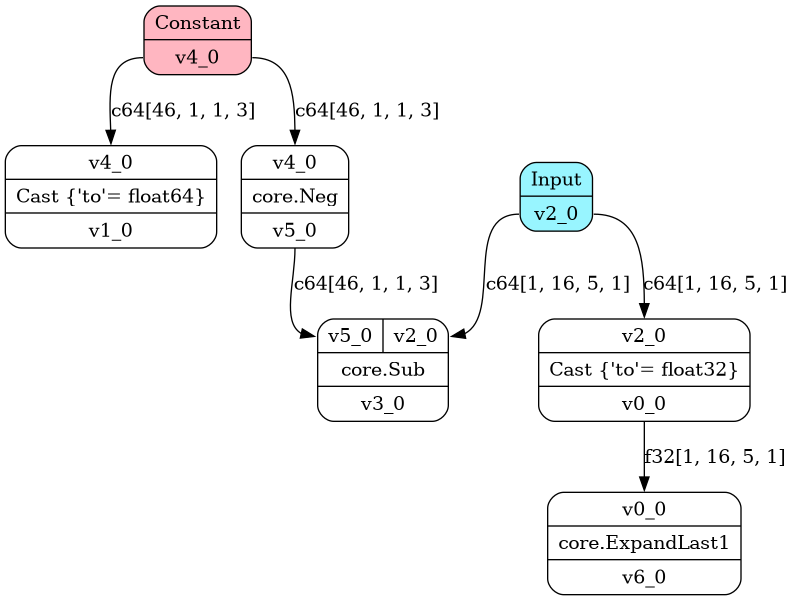 Constant
v4_0
c64[46, 1, 1, 3]
c64[46, 1, 1, 3]
v4_0
Cast {'to'= float64}
v1_0
v4_0
core.Neg
v5_0
Input
v2_0
c64[46, 1, 1, 3]
c64[1, 16, 5, 1]
c64[1, 16, 5, 1]
v5_0
v2_0
core.Sub
v3_0
v2_0
Cast {'to'= float32}
v0_0
f32[1, 16, 5, 1]
v0_0
core.ExpandLast1
v6_0